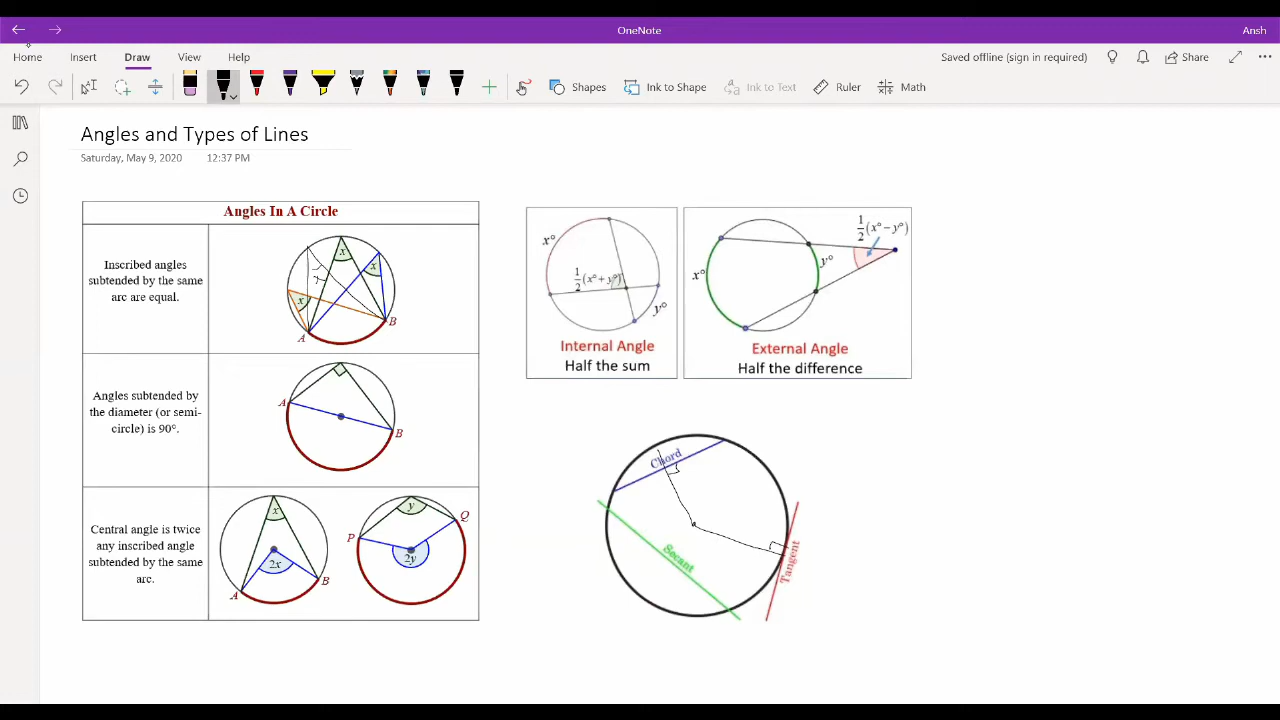 OneNote
Ansh
Home Insert Draw View Help
Saved offline (sign in required)
Share
Shapes
Ink to Shape
Ink to Text
Ruler
Math
Angles and Types of Lines
Saturday, May 9, 2020 12:37 PM
Angles In A Circle
Inscribed angles
subtended by the same
arc are equal.
x
x
x
A
B
Angles subtended by
the diameter (or semi-
circle) is 90°.
A
B
Central angle is twice
any inscribed angle
subtended by the same
arc.
x
2x
A
B
y
2y
P
Q
x°
1/2(x°+y°)
y°
Internal Angle
Half the sum
1/2(x°−y°)
x°
y°
External Angle
Half the difference
Chord
Secant
Tangent